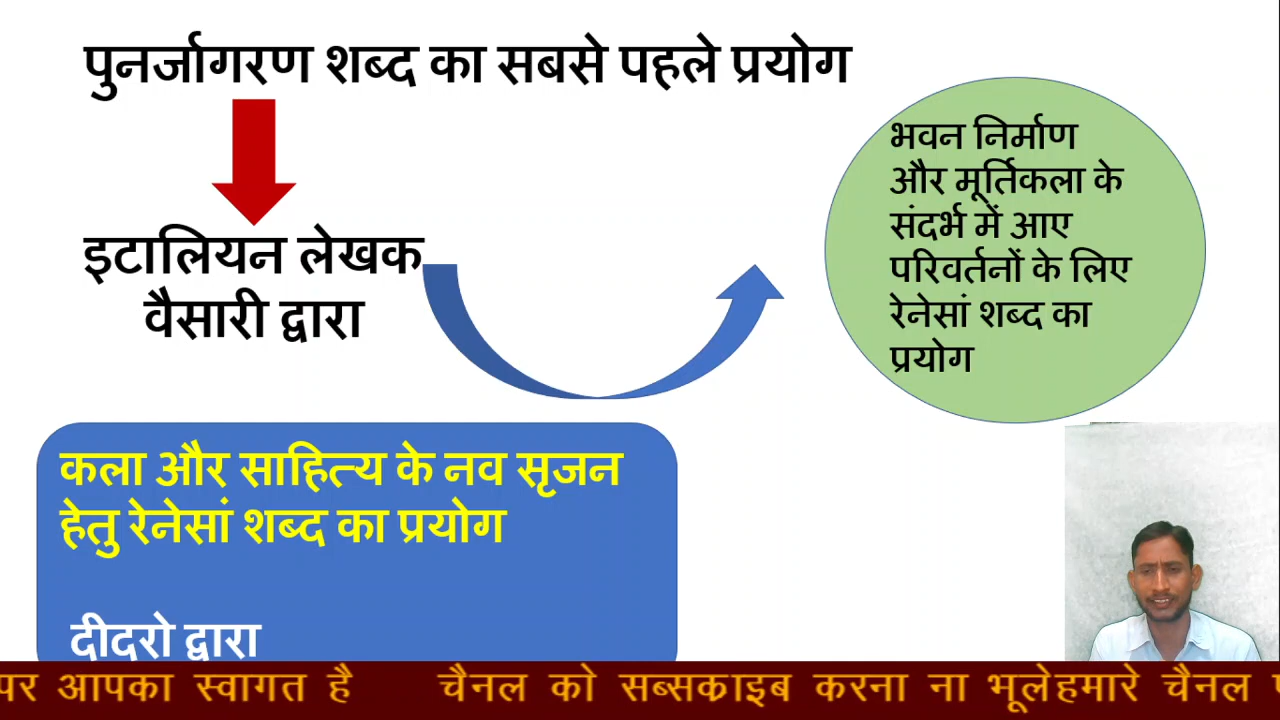 पुनर्जागरण शब्द का सबसे पहले प्रयोग
इटालियन लेखक
वैसारी द्वारा
भवन निर्माण
और मूर्तिकला के
संदर्भ में आए
परिवर्तनों के लिए
रेनेसां शब्द का
प्रयोग
कला और साहित्य के नव सृजन
हेतु रेनेसां शब्द का प्रयोग
दीदरो द्वारा
पर आपका स्वागत है चैनल को सब्सकाइब करना ना भूलेहमारे चैनल